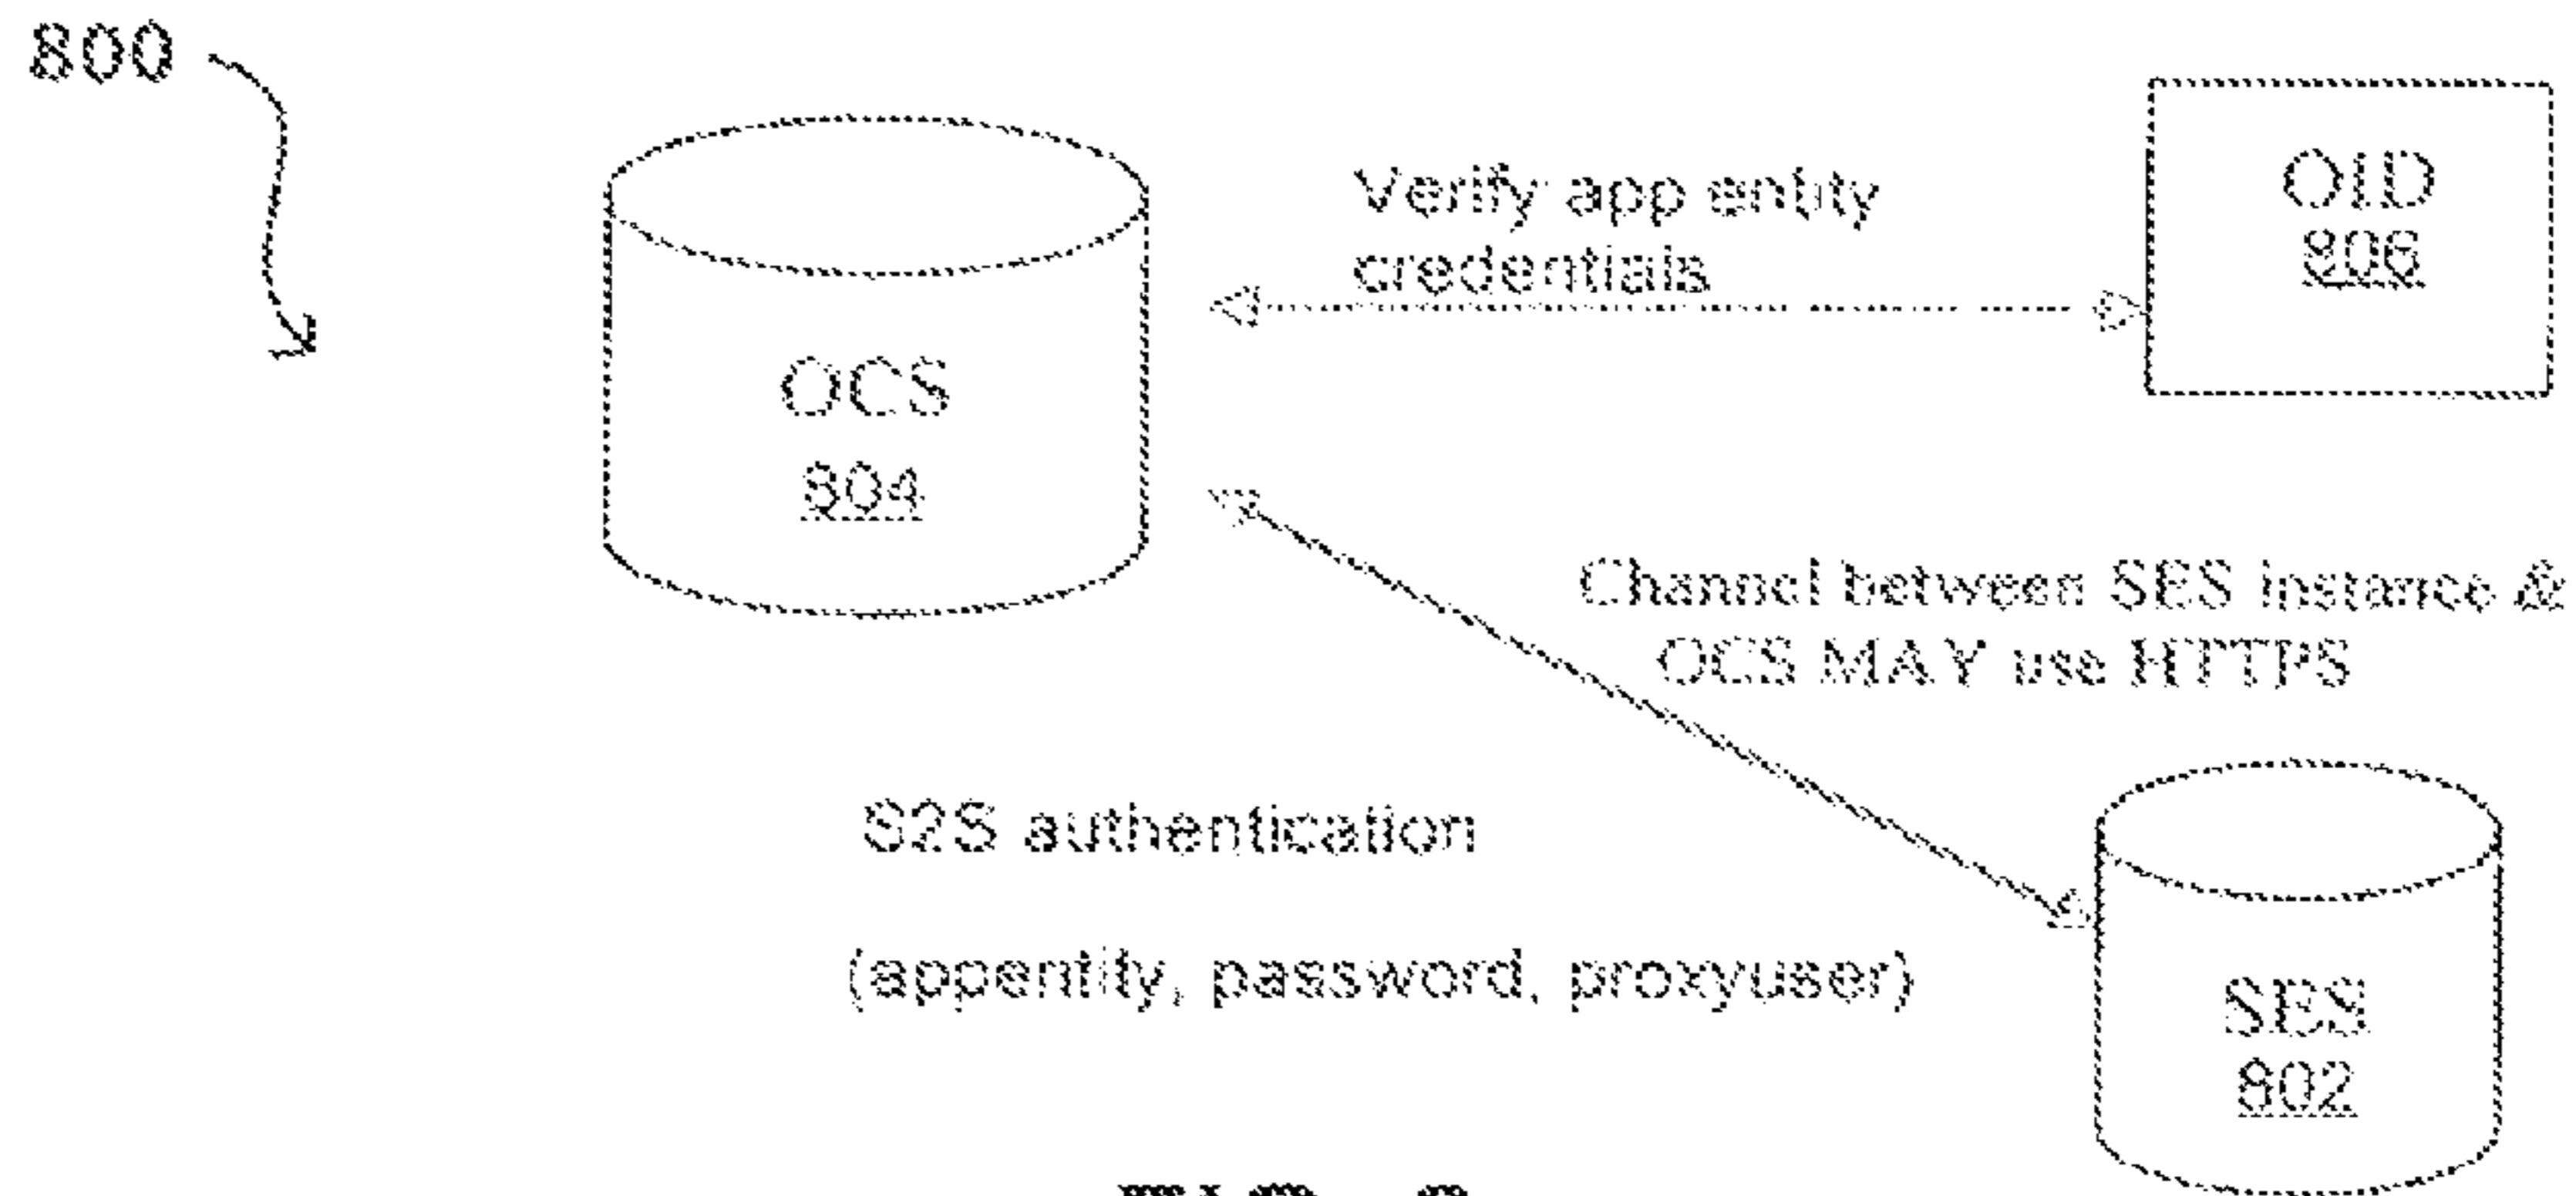 800
OID
806
Verify app entity
credentials
OCS
804
Channel between SES instance &
OCS MAY use HTTPS
S2S authentication
(appentity, password, proxyuser)
SES
802